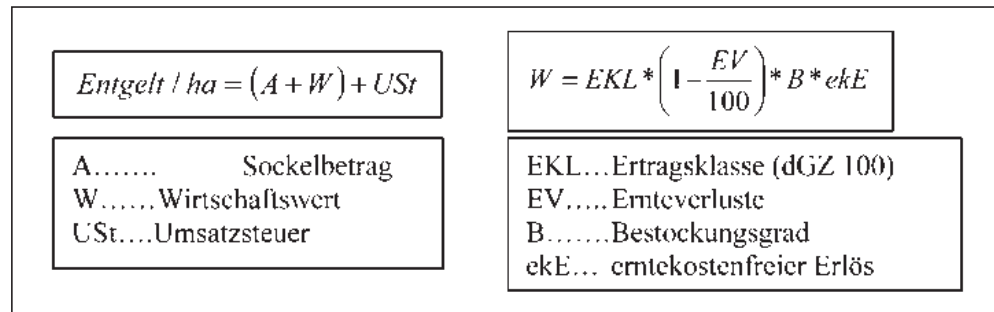 Entgelt / ha = (A + W) + USt
A....... Sockelbetrag
W......Wirtschaftswert
USt....Umsatzsteuer
W = EKL * (1 - EV/100) * B * ekE
EKL...Ertragsklasse (dGZ 100)
EV.....Ernteverluste
B.......Bestockungsgrad
ekE... erntekostenfreier Erlös